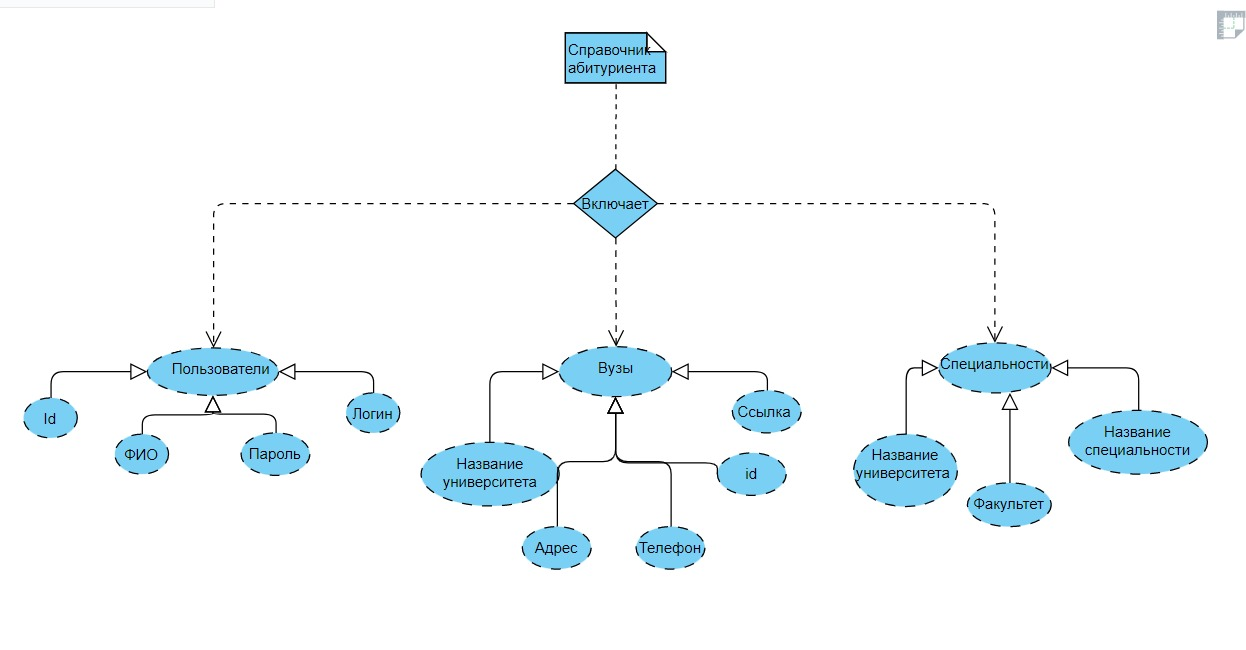 Справочник
абитуриента
Включает
Пользователи
Вузы
Специальности
Id
ФИО
Пароль
Логин
Название
университета
Адрес
Телефон
id
Ссылка
Название
университета
Факультет
Название
специальности